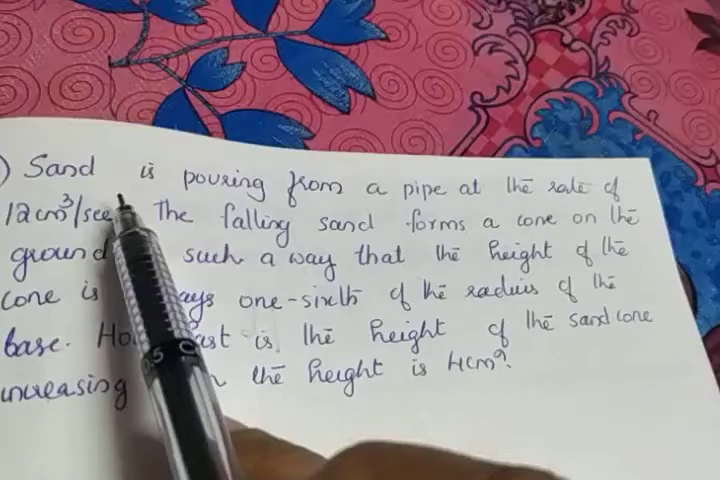 ) Sand is pouring from a pipe at the rate of
12cm³/sec The falling sand forms a cone on the
ground such a way that the height of the
cone is ays one-sixth of the radius of the
base. Ho ast is the height of the sand cone
increasing the height is 4cm?